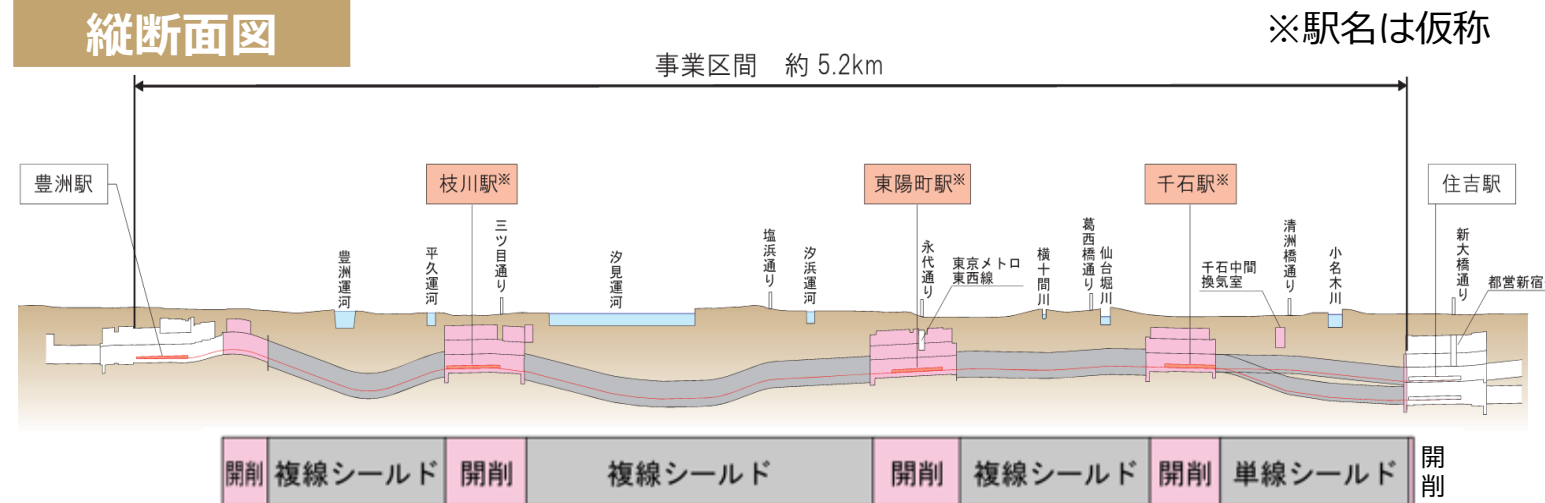 縦断面図
※駅名は仮称
事業区間 約 5.2km
豊洲駅
枝川駅※
東陽町駅※
千石駅※
住吉駅
豊洲運河
平久運河
三ツ目通り
汐見運河
塩浜通り
汐浜運河
永代通り
東京メトロ
東西線
横十間川
葛西橋通り
仙台堀川
千石中間
換気室
清洲橋通り
小名木川
新大橋通り
都営新宿
開削
複線シールド
開削
複線シールド
開削
複線シールド
開削
単線シールド
開削